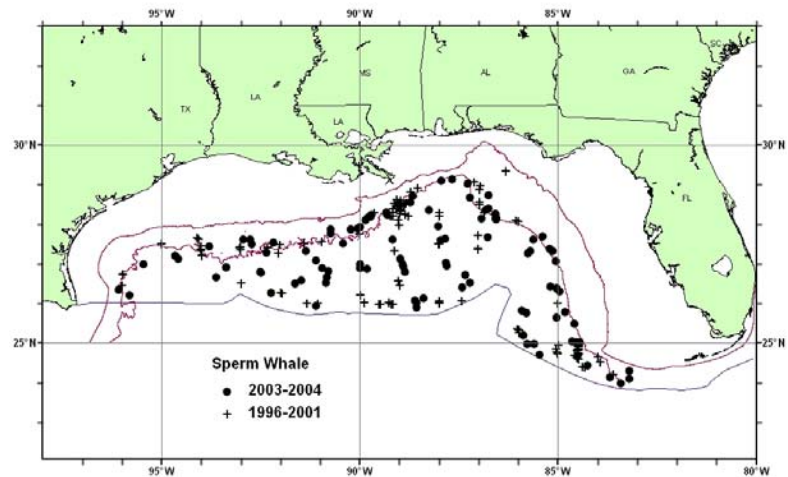 95°W 90°W 85°W
SC
MS AL GA
TX LA
LA
30°N 30°N
FL
25°N 25°N
Sperm Whale
2003-2004
1996-2001
95°W 90°W 85°W 80°W